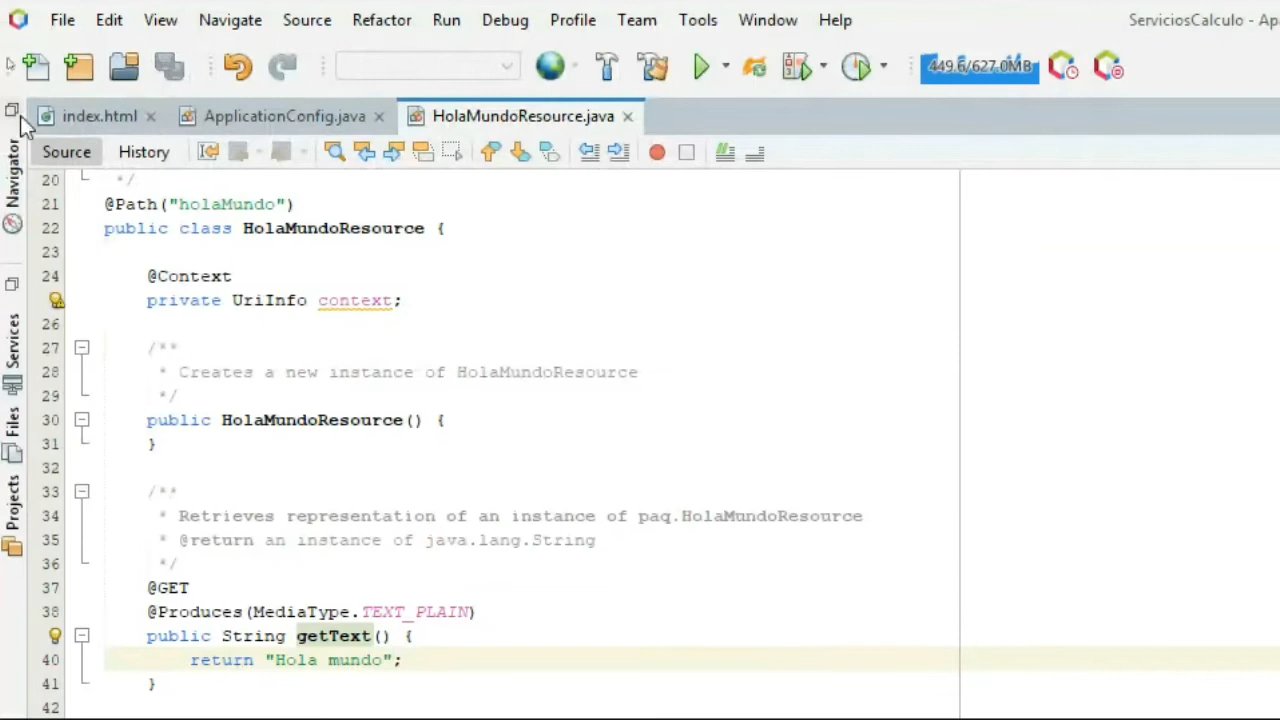 File Edit View Navigate Source Refactor Run Debug Profile Team Tools Window Help
ServiciosCalculo - Ap
449.6/627.0MB
index.html
ApplicationConfig.java
HolaMundoResource.java
Source History
Navigator
Services
Files
Projects
20 */
21 @Path("holaMundo")
22 public class HolaMundoResource {
23
24 @Context
private UriInfo context;
26
27 /**
28 * Creates a new instance of HolaMundoResource
29 */
30 public HolaMundoResource() {
31 }
32
33 /**
34 * Retrieves representation of an instance of paq.HolaMundoResource
35 * @return an instance of java.lang.String
36 */
37 @GET
38 @Produces(MediaType.TEXT_PLAIN)
public String getText() {
40 return "Hola mundo";
41 }
42